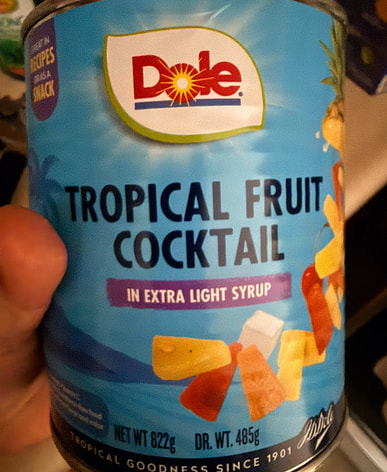 GREAT IN
RECIPES
OR AS A
SNACK
Dole
TROPICAL FRUIT
COCKTAIL
IN EXTRA LIGHT SYRUP
NET WT 822g DR. WT. 485g
TROPICAL GOODNESS SINCE 1901